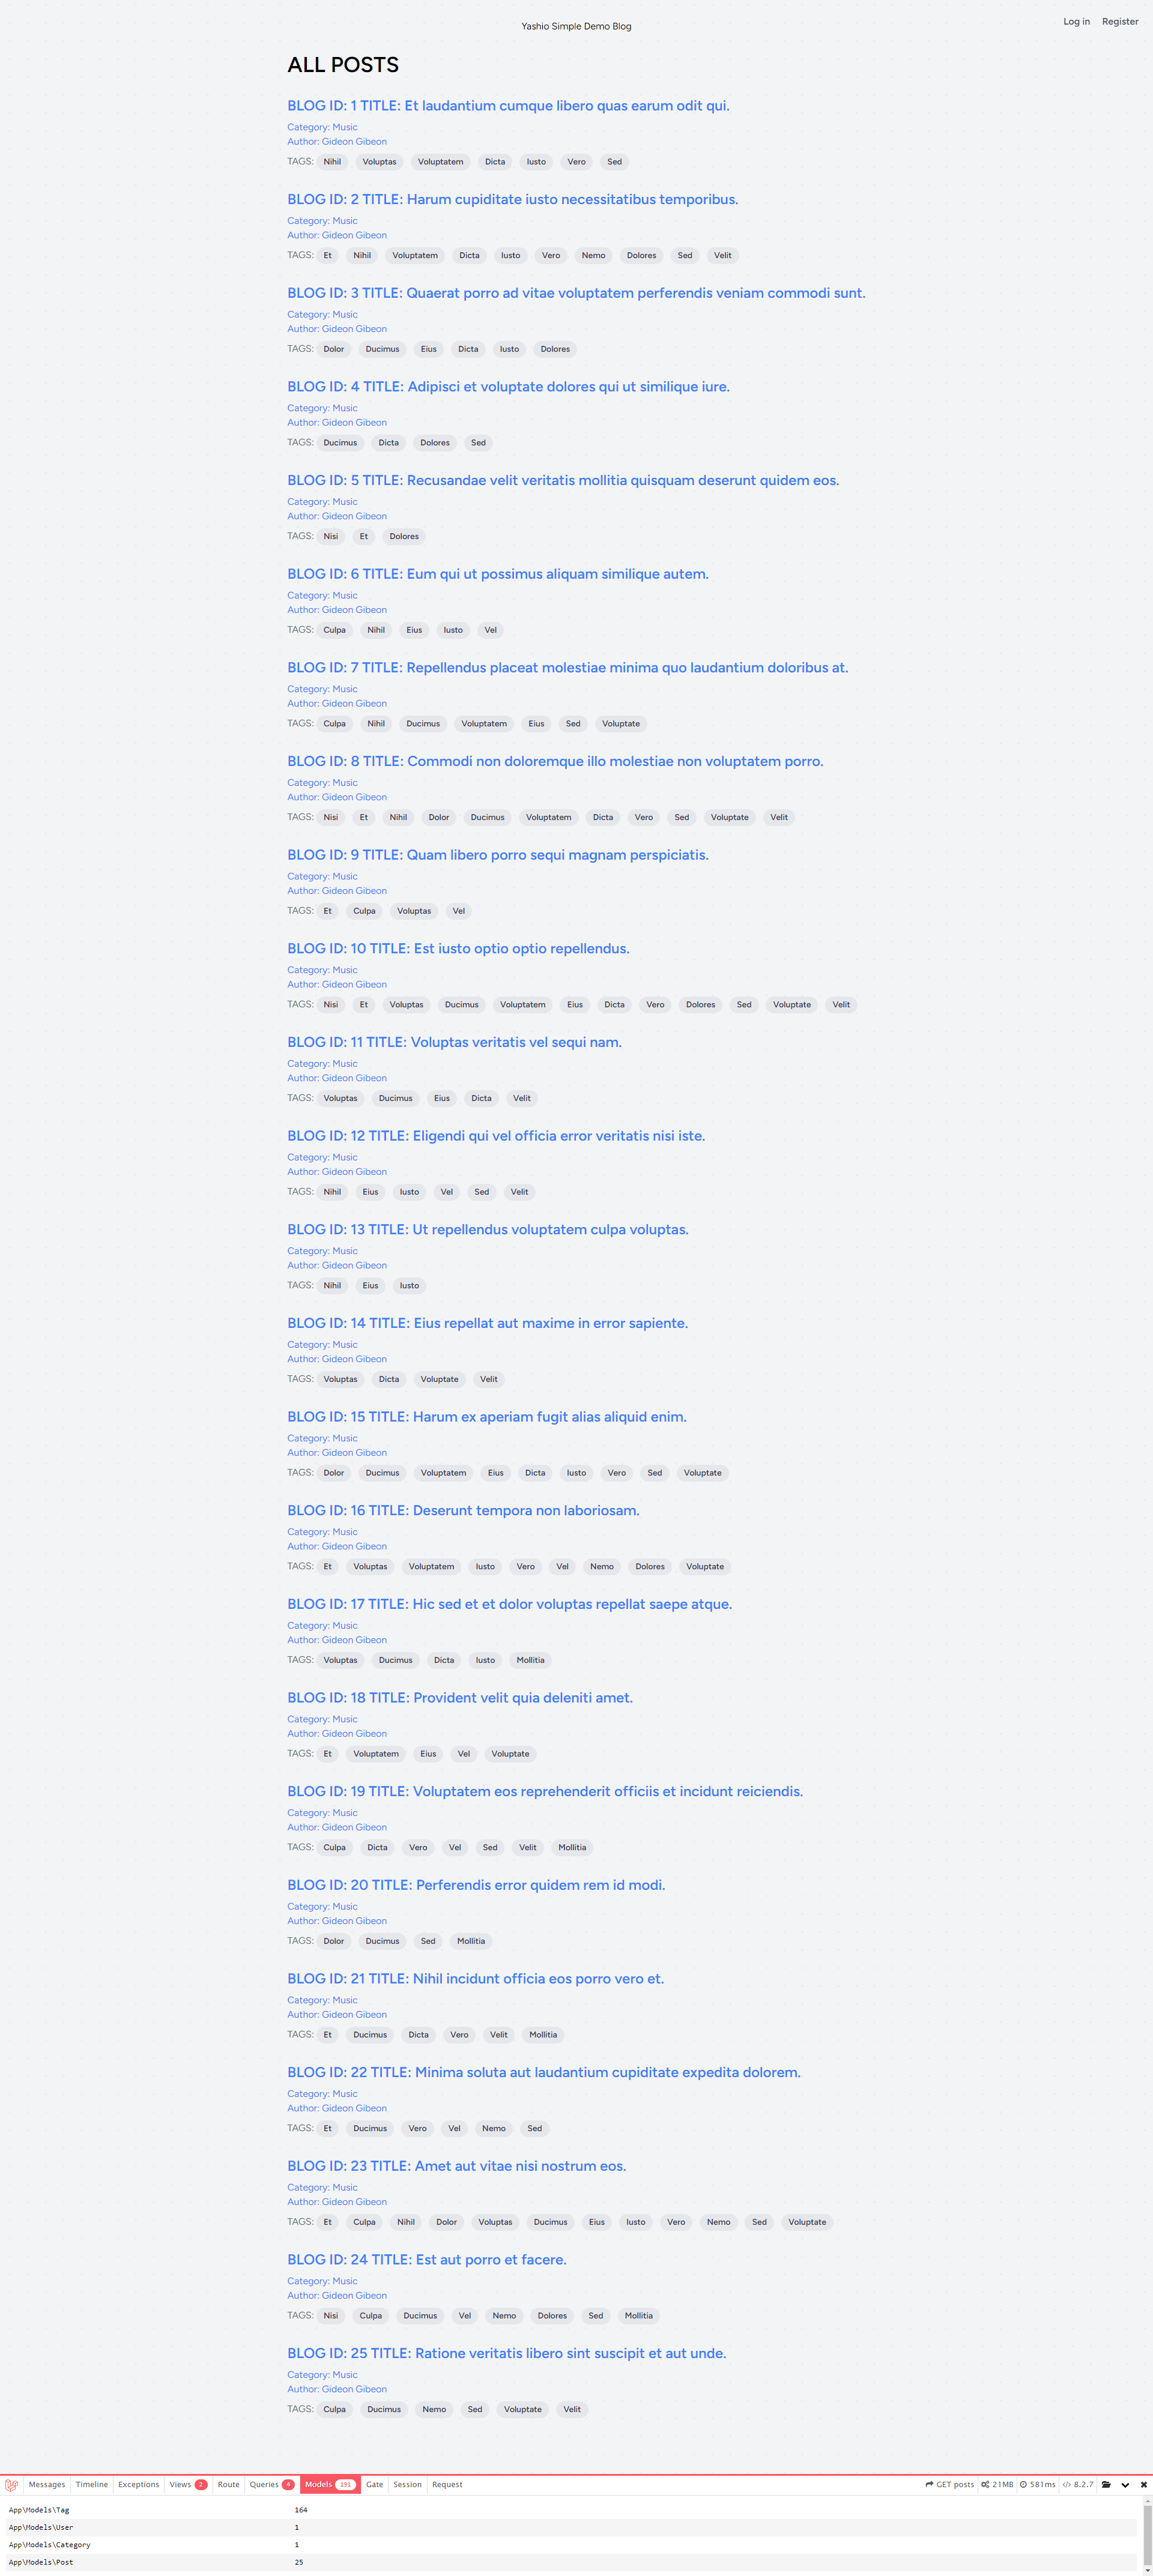 Yashio Simple Demo Blog
Log in Register
ALL POSTS
BLOG ID: 1 TITLE: Et laudantium cumque libero quas earum odit qui.
Category: Music
Author: Gideon Gibeon
TAGS: Nihil Voluptas Voluptatem Dicta Iusto Vero Sed
BLOG ID: 2 TITLE: Harum cupiditate iusto necessitatibus temporibus.
Category: Music
Author: Gideon Gibeon
TAGS: Et Nihil Voluptatem Dicta Iusto Vero Nemo Dolores Sed Velit
BLOG ID: 3 TITLE: Quaerat porro ad vitae voluptatem perferendis veniam commodi sunt.
Category: Music
Author: Gideon Gibeon
TAGS: Dolor Ducimus Eius Dicta Iusto Dolores
BLOG ID: 4 TITLE: Adipisci et voluptate dolores qui ut similique iure.
Category: Music
Author: Gideon Gibeon
TAGS: Ducimus Dicta Dolores Sed
BLOG ID: 5 TITLE: Recusandae velit veritatis mollitia quisquam deserunt quidem eos.
Category: Music
Author: Gideon Gibeon
TAGS: Nisi Et Dolores
BLOG ID: 6 TITLE: Eum qui ut possimus aliquam similique autem.
Category: Music
Author: Gideon Gibeon
TAGS: Culpa Nihil Eius Iusto Vel
BLOG ID: 7 TITLE: Repellendus placeat molestiae minima quo laudantium doloribus at.
Category: Music
Author: Gideon Gibeon
TAGS: Culpa Nihil Ducimus Voluptatem Eius Sed Voluptate
BLOG ID: 8 TITLE: Commodi non doloremque illo molestiae non voluptatem porro.
Category: Music
Author: Gideon Gibeon
TAGS: Nisi Et Nihil Dolor Ducimus Voluptatem Dicta Vero Sed Voluptate Velit
BLOG ID: 9 TITLE: Quam libero porro sequi magnam perspiciatis.
Category: Music
Author: Gideon Gibeon
TAGS: Et Culpa Voluptas Vel
BLOG ID: 10 TITLE: Est iusto optio optio repellendus.
Category: Music
Author: Gideon Gibeon
TAGS: Nisi Et Voluptas Ducimus Voluptatem Eius Dicta Vero Dolores Sed Voluptate Velit
BLOG ID: 11 TITLE: Voluptas veritatis vel sequi nam.
Category: Music
Author: Gideon Gibeon
TAGS: Voluptas Ducimus Eius Dicta Velit
BLOG ID: 12 TITLE: Eligendi qui vel officia error veritatis nisi iste.
Category: Music
Author: Gideon Gibeon
TAGS: Nihil Eius Iusto Vel Sed Velit
BLOG ID: 13 TITLE: Ut repellendus voluptatem culpa voluptas.
Category: Music
Author: Gideon Gibeon
TAGS: Nihil Eius Iusto
BLOG ID: 14 TITLE: Eius repellat aut maxime in error sapiente.
Category: Music
Author: Gideon Gibeon
TAGS: Voluptas Dicta Voluptate Velit
BLOG ID: 15 TITLE: Harum ex aperiam fugit alias aliquid enim.
Category: Music
Author: Gideon Gibeon
TAGS: Dolor Ducimus Voluptatem Eius Dicta Iusto Vero Sed Voluptate
BLOG ID: 16 TITLE: Deserunt tempora non laboriosam.
Category: Music
Author: Gideon Gibeon
TAGS: Et Voluptas Voluptatem Iusto Vero Vel Nemo Dolores Voluptate
BLOG ID: 17 TITLE: Hic sed et et dolor voluptas repellat saepe atque.
Category: Music
Author: Gideon Gibeon
TAGS: Voluptas Ducimus Dicta Iusto Mollitia
BLOG ID: 18 TITLE: Provident velit quia deleniti amet.
Category: Music
Author: Gideon Gibeon
TAGS: Et Voluptatem Eius Vel Voluptate
BLOG ID: 19 TITLE: Voluptatem eos reprehenderit officiis et incidunt reiciendis.
Category: Music
Author: Gideon Gibeon
TAGS: Culpa Dicta Vero Vel Sed Velit Mollitia
BLOG ID: 20 TITLE: Perferendis error quidem rem id modi.
Category: Music
Author: Gideon Gibeon
TAGS: Dolor Ducimus Sed Mollitia
BLOG ID: 21 TITLE: Nihil incidunt officia eos porro vero et.
Category: Music
Author: Gideon Gibeon
TAGS: Et Ducimus Dicta Vero Velit Mollitia
BLOG ID: 22 TITLE: Minima soluta aut laudantium cupiditate expedita dolorem.
Category: Music
Author: Gideon Gibeon
TAGS: Et Ducimus Vero Vel Nemo Sed
BLOG ID: 23 TITLE: Amet aut vitae nisi nostrum eos.
Category: Music
Author: Gideon Gibeon
TAGS: Et Culpa Nihil Dolor Voluptas Ducimus Eius Iusto Vero Nemo Sed Voluptate
BLOG ID: 24 TITLE: Est aut porro et facere.
Category: Music
Author: Gideon Gibeon
TAGS: Nisi Culpa Ducimus Vel Nemo Dolores Sed Mollitia
BLOG ID: 25 TITLE: Ratione veritatis libero sint suscipit et aut unde.
Category: Music
Author: Gideon Gibeon
TAGS: Culpa Ducimus Nemo Sed Voluptate Velit
Messages Timeline Exceptions Views 2 Route Queries 4 Models 191 Gate Session Request GET posts 21MB 581ms 8.2.7
App\Models\Tag 164
App\Models\User 1
App\Models\Category 1
App\Models\Post 25